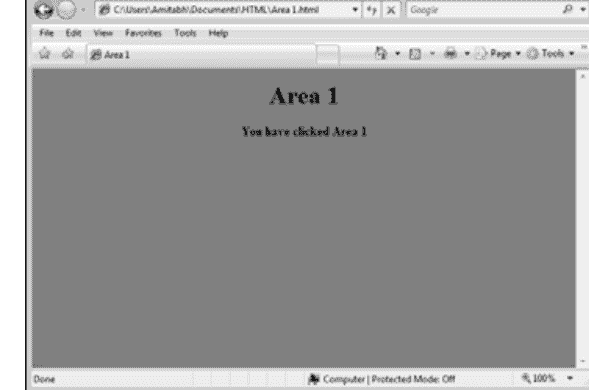 C:\Users\Amitabh\Documents\HTML\Area 1.html Google
File Edit View Favorites Tools Help
Area 1 Page Tools
Area 1
You have clicked Area 1
Done Computer | Protected Mode: Off 100%